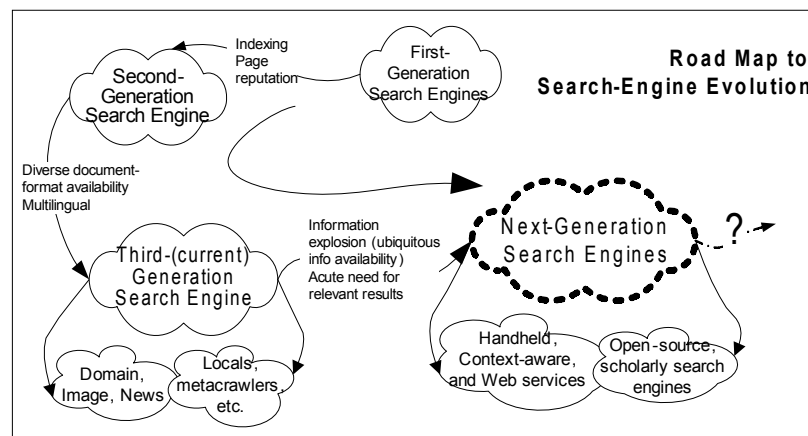 Road Map to
Search-Engine Evolution
First-
Generation
Search Engines
Indexing
Page
reputation
Second-
Generation
Search Engine
Diverse document-
format availability
Multilingual
Third-(current)
Generation
Search Engine
Domain,
Image, News
Locals,
metacrawlers,
etc.
Information
explosion (ubiquitous
info availability)
Acute need for
relevant results
Next-Generation
Search Engines
?
Handheld,
Context-aware,
and Web services
Open-source,
scholarly search
engines